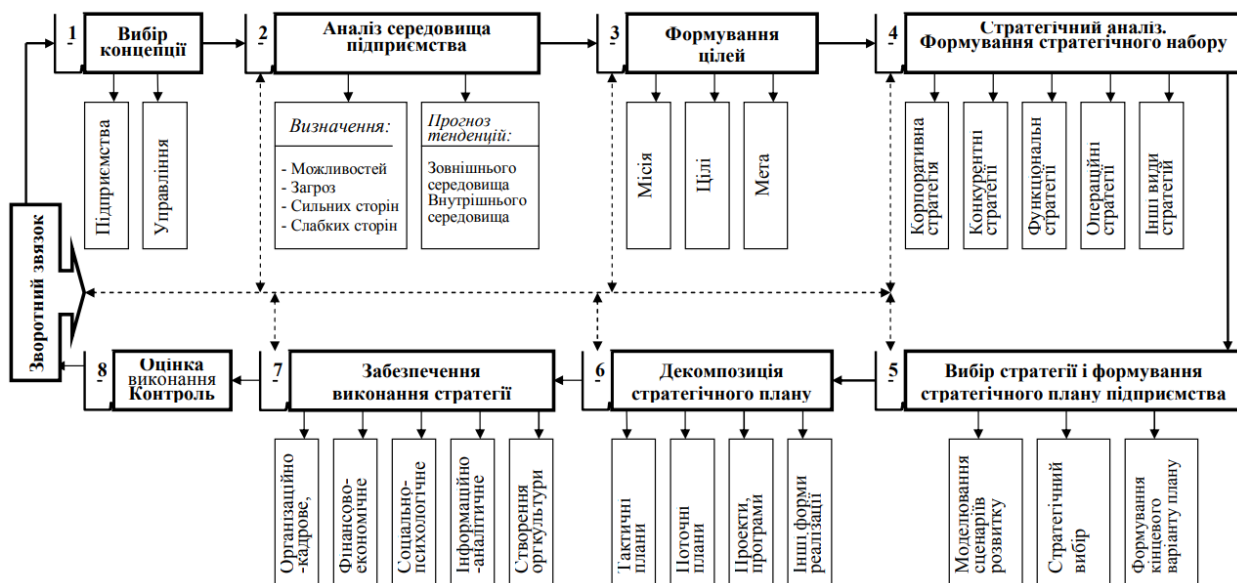 1
Вибір
концепції
2
Аналіз середовища
підприємства
3
Формування
цілей
4
Стратегічний аналіз.
Формування стратегічного набору
Підприємства
Управління
Визначення:
- Можливостей
- Загроз
- Сильних сторін
- Слабких сторін
Прогноз
тенденцій:
Зовнішнього
середовища
Внутрішнього
середовища
Місія
Цілі
Мета
Корпоративна
стратегія
Конкурентні
стратегії
Функціональн
стратегії
Операційні
стратегії
Інші види
стратегій
Зворотний звязок
8
Оцінка
виконання
Контроль
7
Забезпечення
виконання стратегії
6
Декомпозиція
стратегічного плану
5
Вибір стратегії і формування
стратегічного плану підприємства
Організаційно
-кадрове,
Фінансово-
економічне
Соціально-
психологічне
Інформаційно
-аналітичне
Створення
оргкультури
Тактичні
плани
Поточні
плани
Проекти,
програми
Інші форми
реалізації
Моделювання
сценаріїв
розвитку
Стратегічний
вибір
Формування
кінцевого
варіанту плану